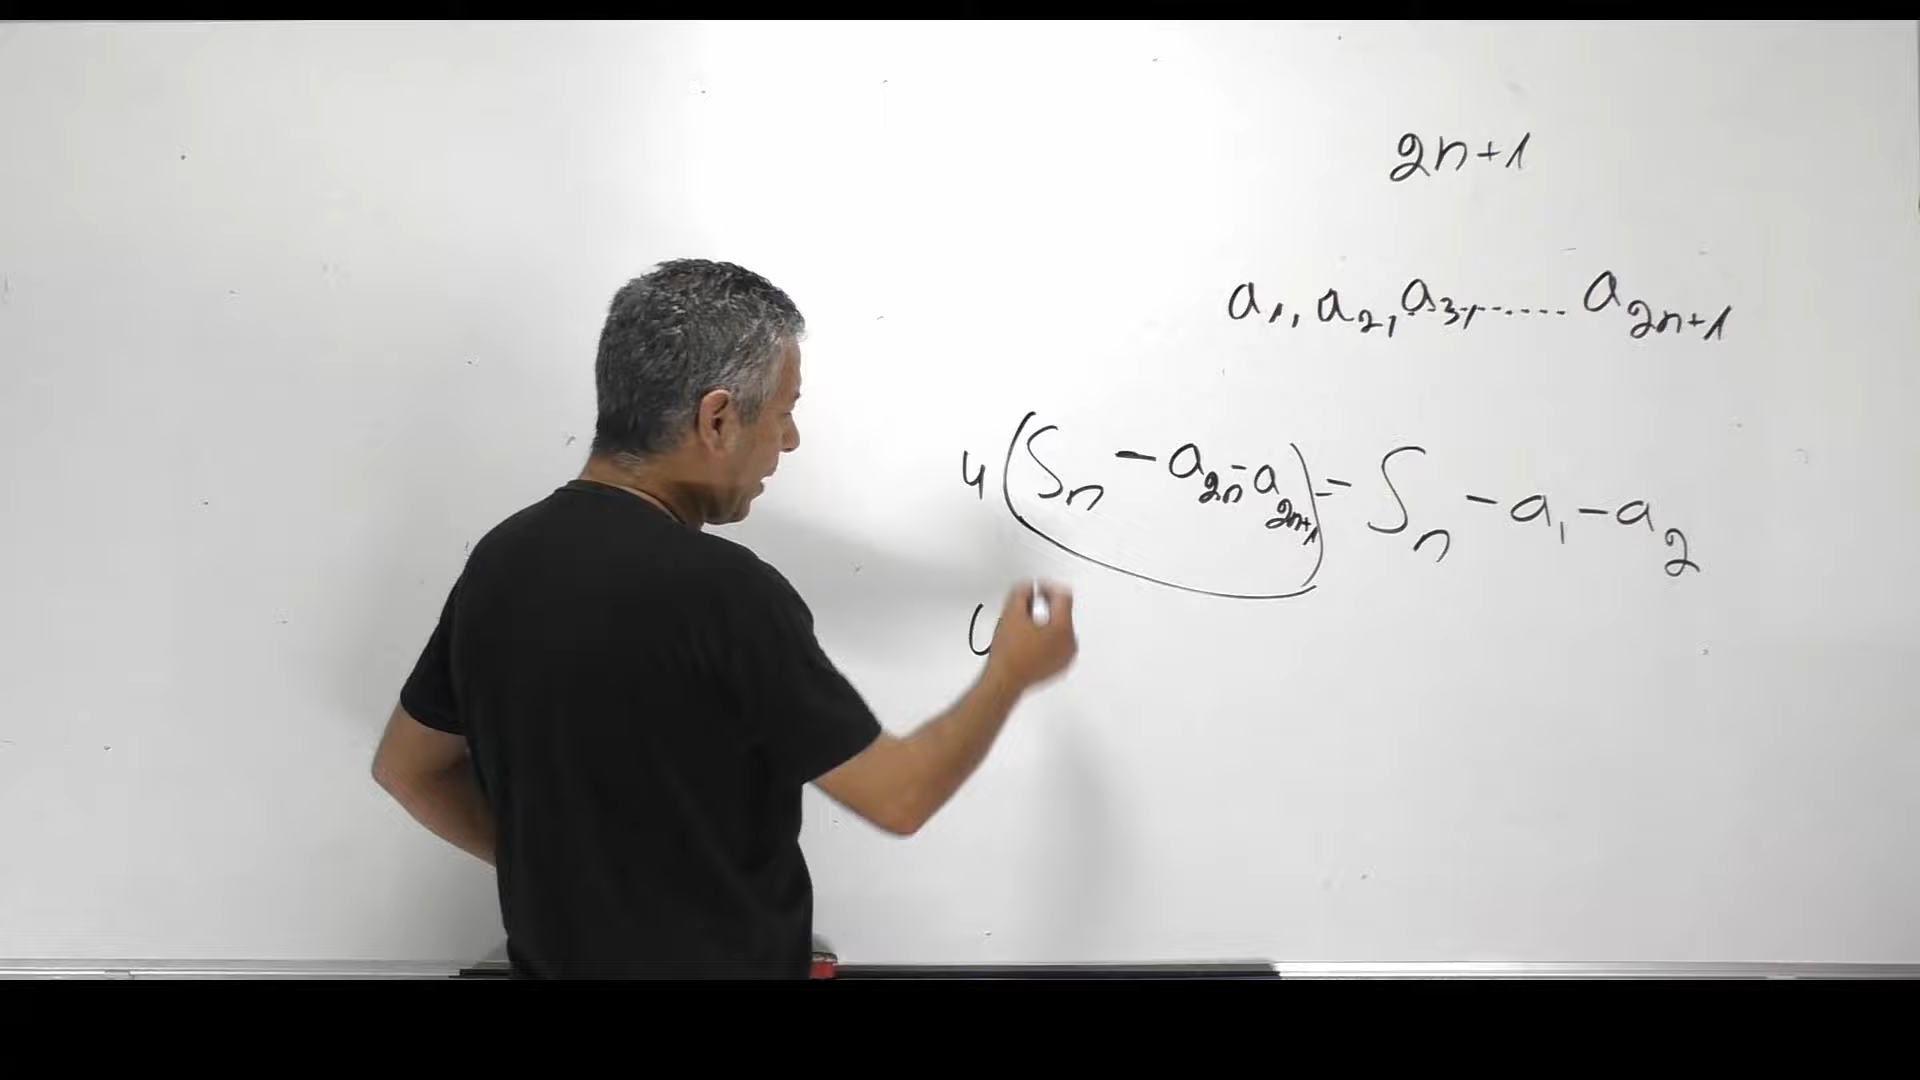 2n+1
a₁, a₂, a₃, ...... a₂ₙ₊₁
4(Sₙ - a₂ₙ - a₂ₙ₊₁) = Sₙ - a₁ - a₂